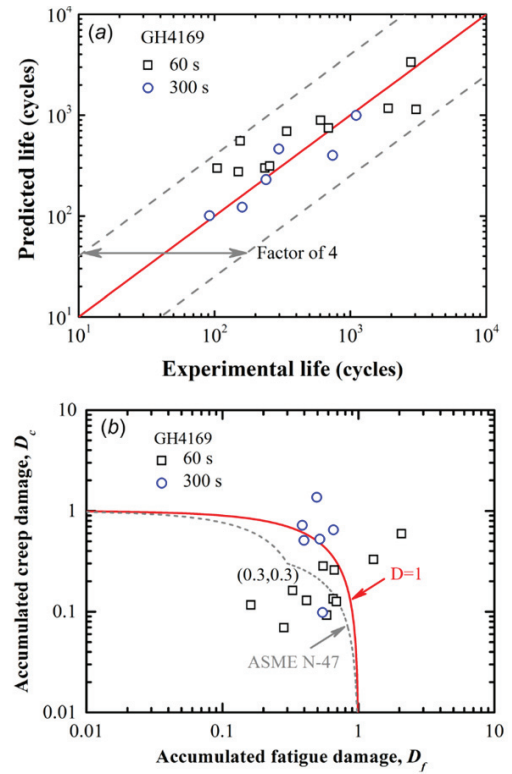 (a)
GH4169
60 s
300 s
Factor of 4
Predicted life (cycles)
10^4
10^3
10^2
10^1
10^1 10^2 10^3 10^4
Experimental life (cycles)
(b)
GH4169
60 s
300 s
(0.3,0.3)
D=1
ASME N-47
Accumulated creep damage, D_c
10
1
0.1
0.01
0.01 0.1 1 10
Accumulated fatigue damage, D_f